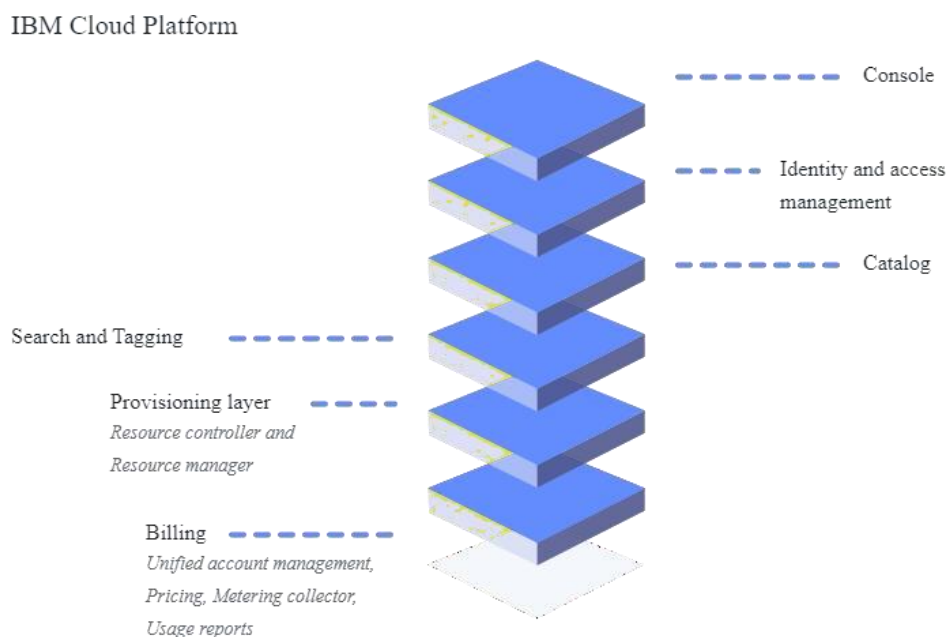 IBM Cloud Platform
Console
Identity and access
management
Catalog
Search and Tagging
Provisioning layer
Resource controller and
Resource manager
Billing
Unified account management,
Pricing, Metering collector,
Usage reports